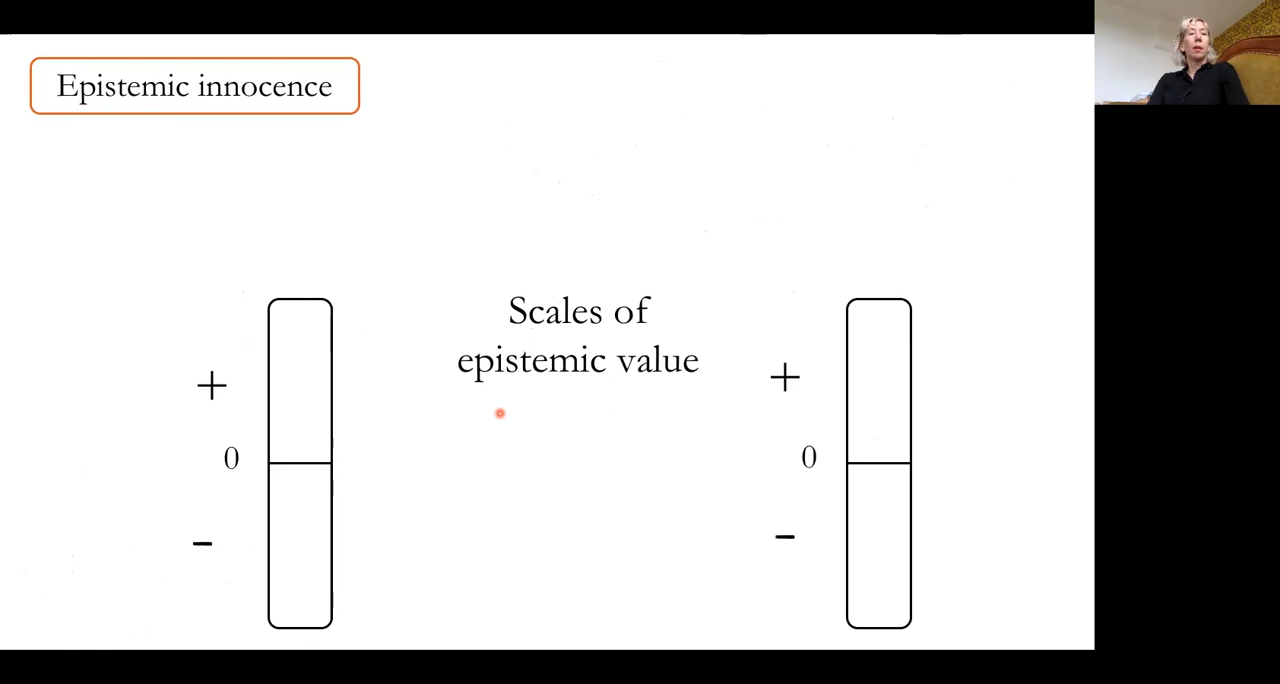 Epistemic innocence
Scales of
epistemic value
+
0
-
+
0
-